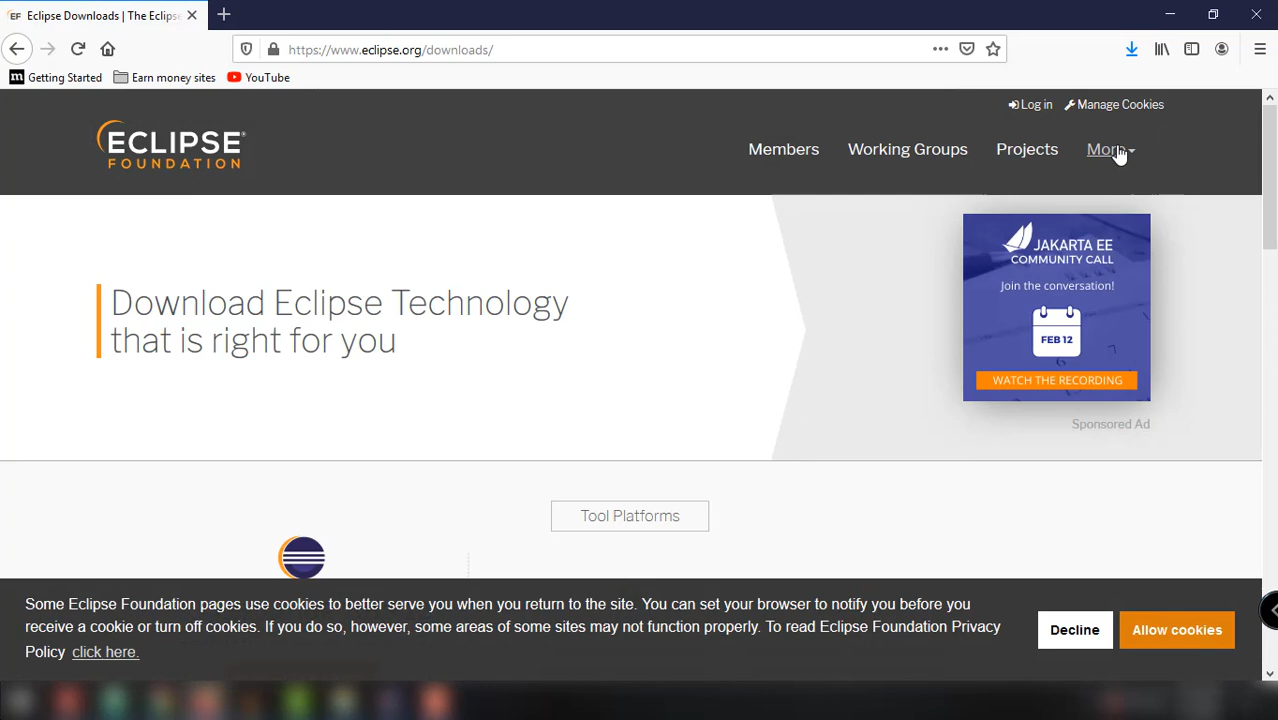 EF Eclipse Downloads | The Eclips
https://www.eclipse.org/downloads/
Getting Started Earn money sites YouTube
Log in Manage Cookies
ECLIPSE®
FOUNDATION
Members Working Groups Projects More
Download Eclipse Technology
that is right for you
JAKARTA EE
COMMUNITY CALL
Join the conversation!
FEB 12
WATCH THE RECORDING
Sponsored Ad
Tool Platforms
Some Eclipse Foundation pages use cookies to better serve you when you return to the site. You can set your browser to notify you before you
receive a cookie or turn off cookies. If you do so, however, some areas of some sites may not function properly. To read Eclipse Foundation Privacy
Policy click here.
Decline Allow cookies